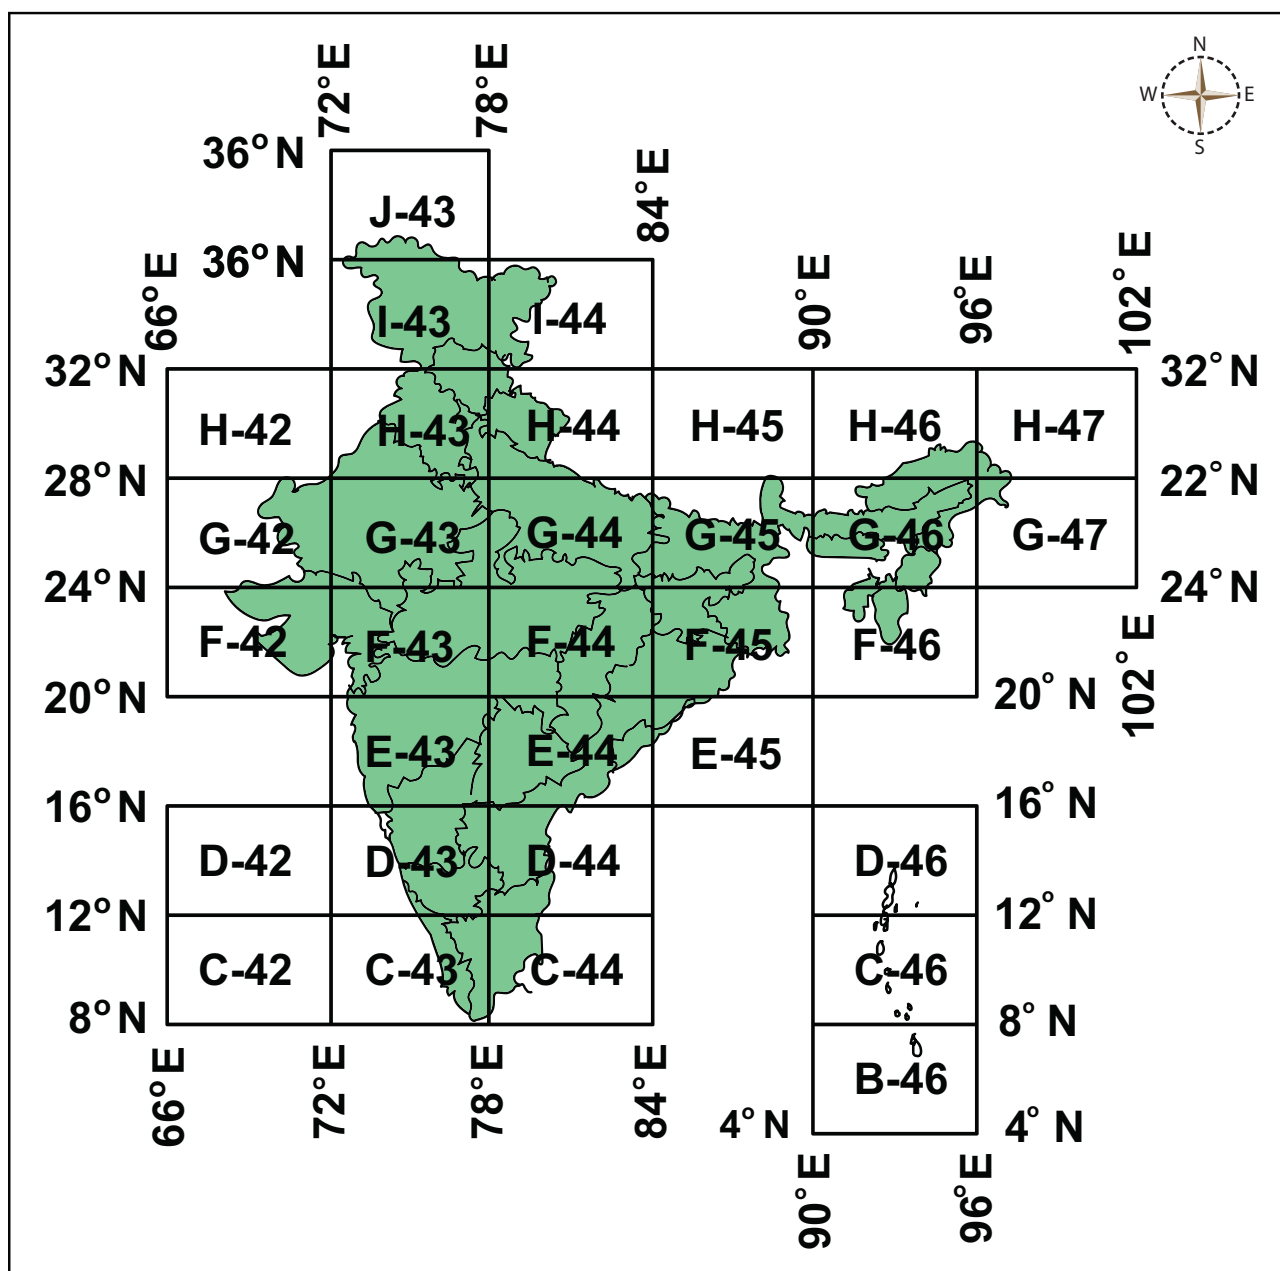 N
W E
S
72°E 78°E
36°N
84°E
J-43
36°N
66°E 90°E 96°E 102°E
I-43 I-44
32°N 32°N
H-42 H-43 H-44 H-45 H-46 H-47
28°N 22°N
G-42 G-43 G-44 G-45 G-46 G-47
24°N 24°N
F-42 F-43 F-44 F-45 F-46
102°E
20°N 20°N
E-43 E-44 E-45
16°N 16°N
D-42 D-43 D-44 D-46
12°N 12°N
C-42 C-43 C-44 C-46
8°N 8°N
66°E 72°E 78°E 84°E
B-46
4°N 4°N
90°E 96°E